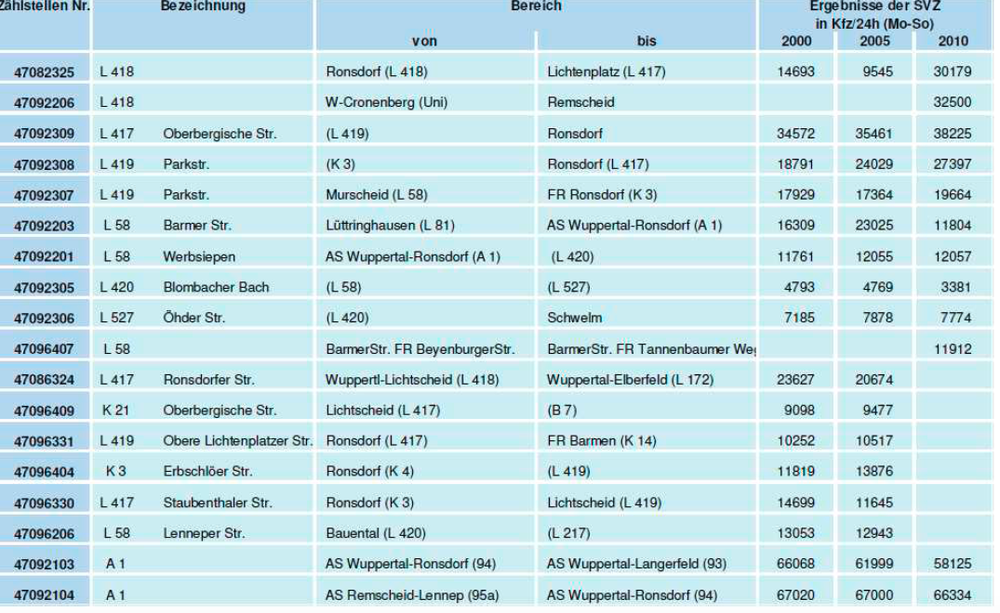 Zählstellen Nr. Bezeichnung Bereich Ergebnisse der SVZ
in Kfz/24h (Mo-So)
von bis 2000 2005 2010
47082325 L 418 Ronsdorf (L 418) Lichtenplatz (L 417) 14693 9545 30179
47092206 L 418 W-Cronenberg (Uni) Remscheid 32500
47092309 L 417 Oberbergische Str. (L 419) Ronsdorf 34572 35461 38225
47092308 L 419 Parkstr. (K 3) Ronsdorf (L 417) 18791 24029 27397
47092307 L 419 Parkstr. Murscheid (L 58) FR Ronsdorf (K 3) 17929 17364 19664
47092203 L 58 Barmer Str. Lüttringhausen (L 81) AS Wuppertal-Ronsdorf (A 1) 16309 23025 11804
47092201 L 58 Werbsiepen AS Wuppertal-Ronsdorf (A 1) (L 420) 11761 12055 12057
47092305 L 420 Blombacher Bach (L 58) (L 527) 4793 4769 3381
47092306 L 527 Öhder Str. (L 420) Schwelm 7185 7878 7774
47096407 L 58 BarmerStr. FR BeyenburgerStr. BarmerStr. FR Tannenbaumer Weg 11912
47086324 L 417 Ronsdorfer Str. Wuppertl-Lichtscheid (L 418) Wuppertal-Elberfeld (L 172) 23627 20674
47096409 K 21 Oberbergische Str. Lichtscheid (L 417) (B 7) 9098 9477
47096331 L 419 Obere Lichtenplatzer Str. Ronsdorf (L 417) FR Barmen (K 14) 10252 10517
47096404 K 3 Erbschlöer Str. Ronsdorf (K 4) (L 419) 11819 13876
47096330 L 417 Staubenthaler Str. Ronsdorf (K 3) Lichtscheid (L 419) 14699 11645
47096206 L 58 Lenneper Str. Bauental (L 420) (L 217) 13053 12943
47092103 A 1 AS Wuppertal-Ronsdorf (94) AS Wuppertal-Langerfeld (93) 66068 61999 58125
47092104 A 1 AS Remscheid-Lennep (95a) AS Wuppertal-Ronsdorf (94) 67020 67000 66334